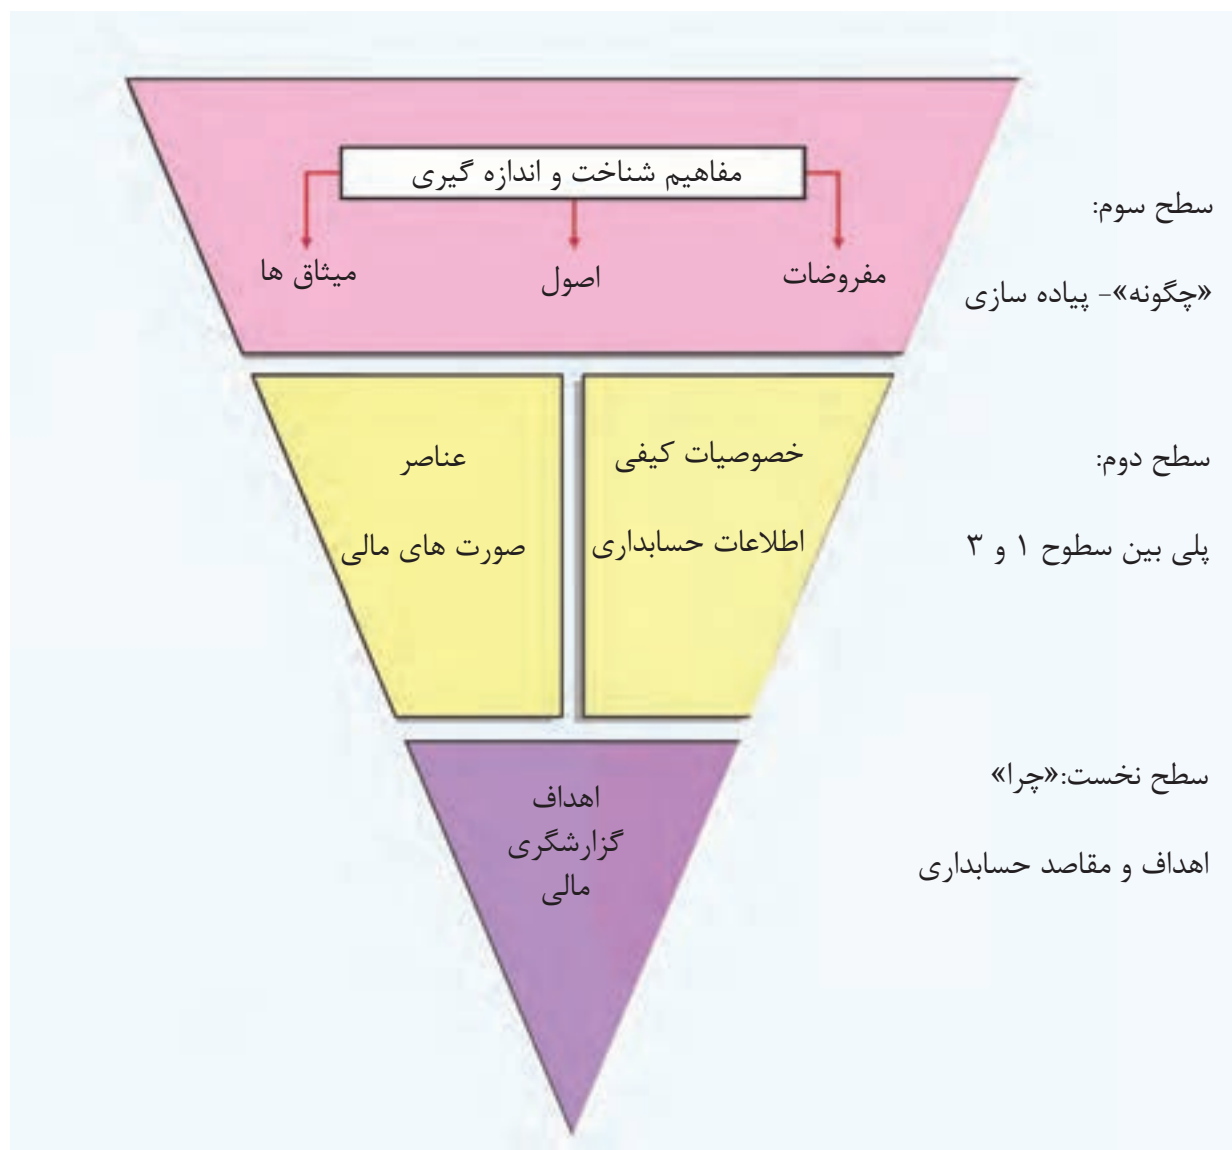 مفاهیم شناخت و اندازه گیری
مفروضات
اصول
میثاق ها
سطح سوم:
«چگونه»- پیاده سازی
خصوصیات کیفی
اطلاعات حسابداری
عناصر
صورت های مالی
سطح دوم:
پلی بین سطوح ۱ و ۳
اهداف
گزارشگری
مالی
سطح نخست:«چرا»
اهداف و مقاصد حسابداری